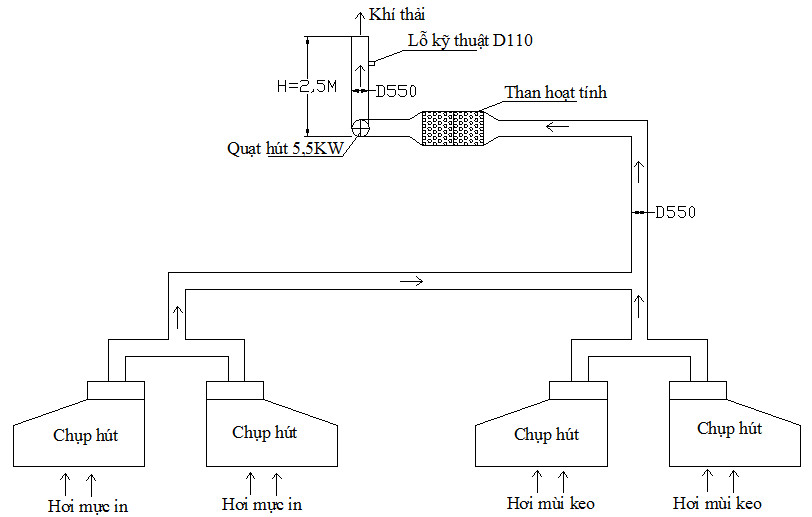 Khí thải
Lỗ kỹ thuật D110
H=2,5M
D550
Than hoạt tính
Quạt hút 5,5KW
D550
Chụp hút
Chụp hút
Chụp hút
Chụp hút
Hơi mực in
Hơi mực in
Hơi mùi keo
Hơi mùi keo